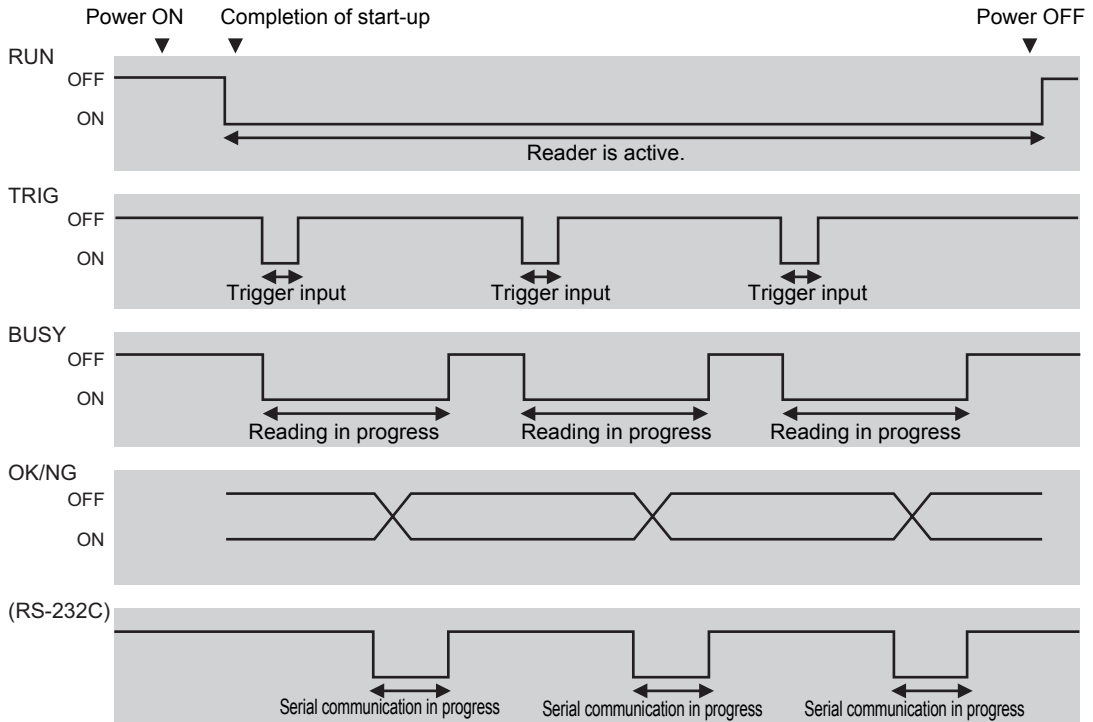 Power ON Completion of start-up Power OFF
RUN
OFF
ON
Reader is active.
TRIG
OFF
ON
Trigger input Trigger input Trigger input
BUSY
OFF
ON
Reading in progress Reading in progress Reading in progress
OK/NG
OFF
ON
(RS-232C)
Serial communication in progress Serial communication in progress Serial communication in progress